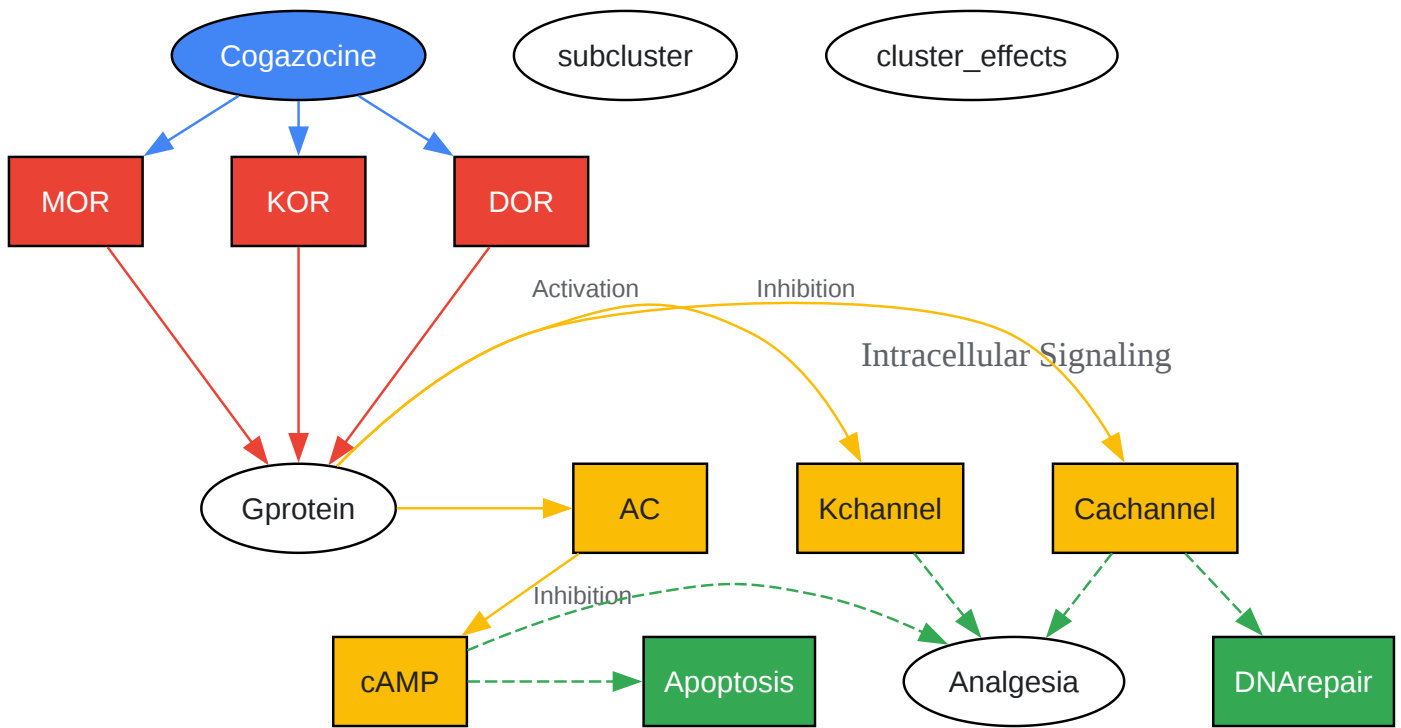 Cogazocine
subcluster
cluster_effects
MOR
KOR
DOR
Activation
Inhibition
Intracellular Signaling
Gprotein
AC
Kchannel
Cachannel
Inhibition
cAMP
Apoptosis
Analgesia
DNArepair